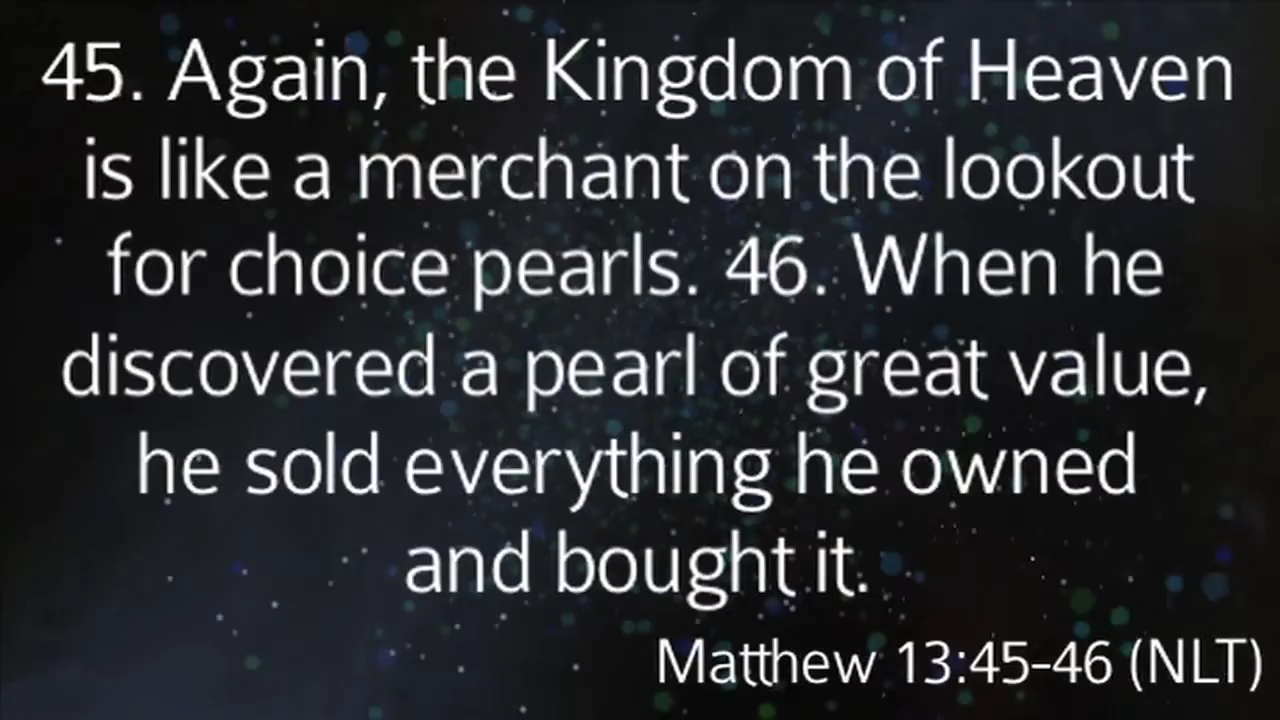 45. Again, the Kingdom of Heaven
is like a merchant on the lookout
for choice pearls. 46. When he
discovered a pearl of great value,
he sold everything he owned
and bought it.
Matthew 13:45-46 (NLT)